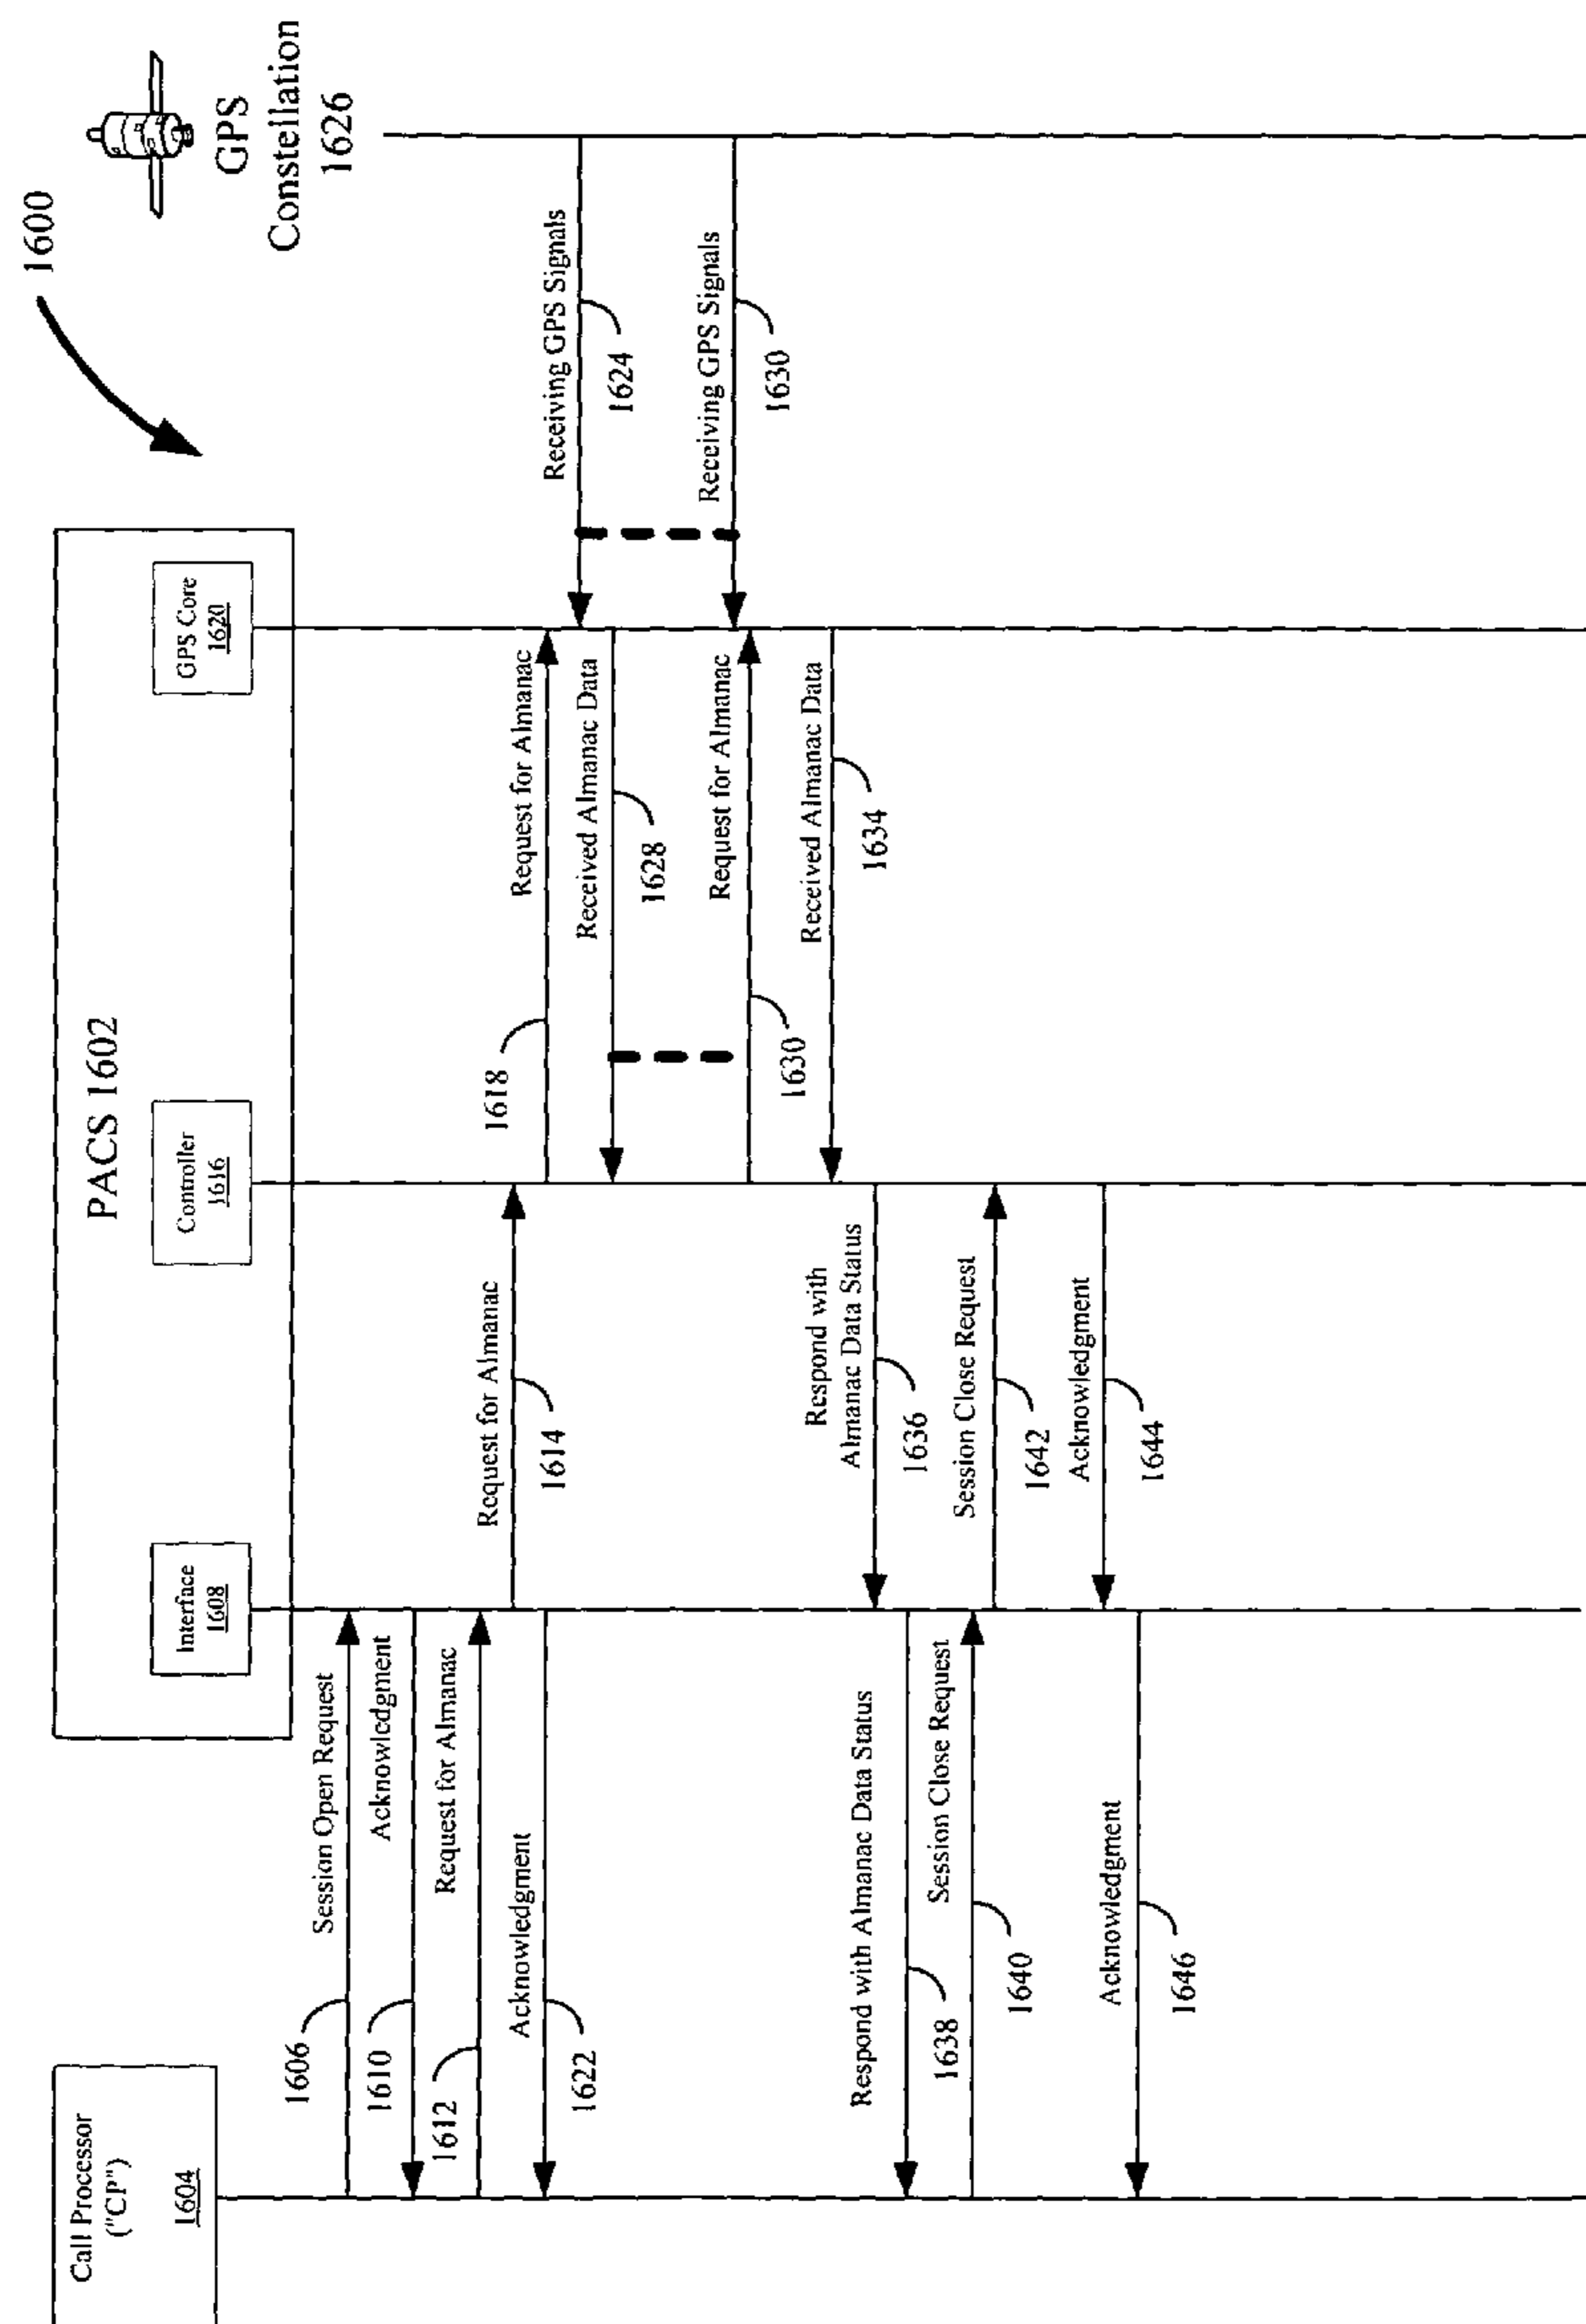 1600
Call Processor
("CP")
1604
PACS 1602
Interface
1608
Controller
1616
GPS Core
1620
GPS
Constellation
1626
Session Open Request
1606
Acknowledgment
1610
Request for Almanac
1612
Request for Almanac
1614
Request for Almanac
1618
Acknowledgment
1622
Receiving GPS Signals
1624
Received Almanac Data
1628
Receiving GPS Signals
1630
Request for Almanac
1630
Received Almanac Data
1634
Respond with
Almanac Data Status
1636
Respond with Almanac Data Status
1638
Session Close Request
1640
Session Close Request
1642
Acknowledgment
1644
Acknowledgment
1646